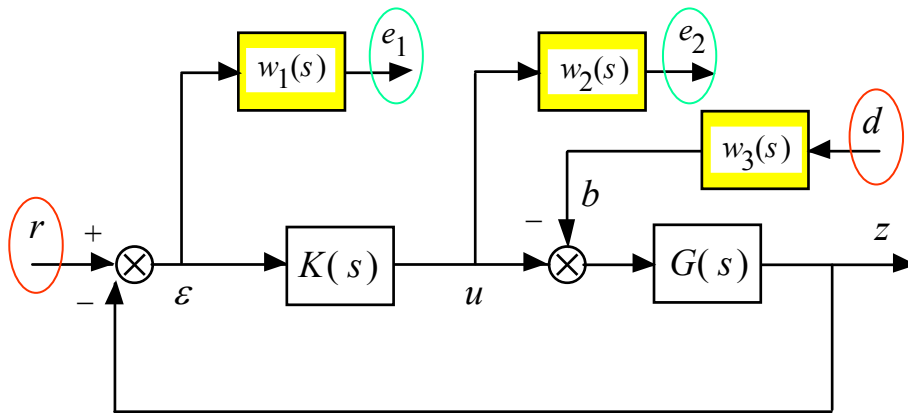 e1
e2
w1(s)
w2(s)
d
w3(s)
− b
r + z
K(s) G(s)
− ε u